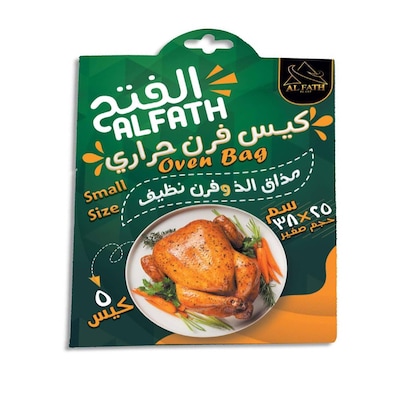 الفتح
ALFATH
AL FATH
كيس فرن حراري
Oven Bag
مذاق الذ وفرن نظيف
Small
Size
٢٥×٣٨ سم
حجم صغير
٥
كيس